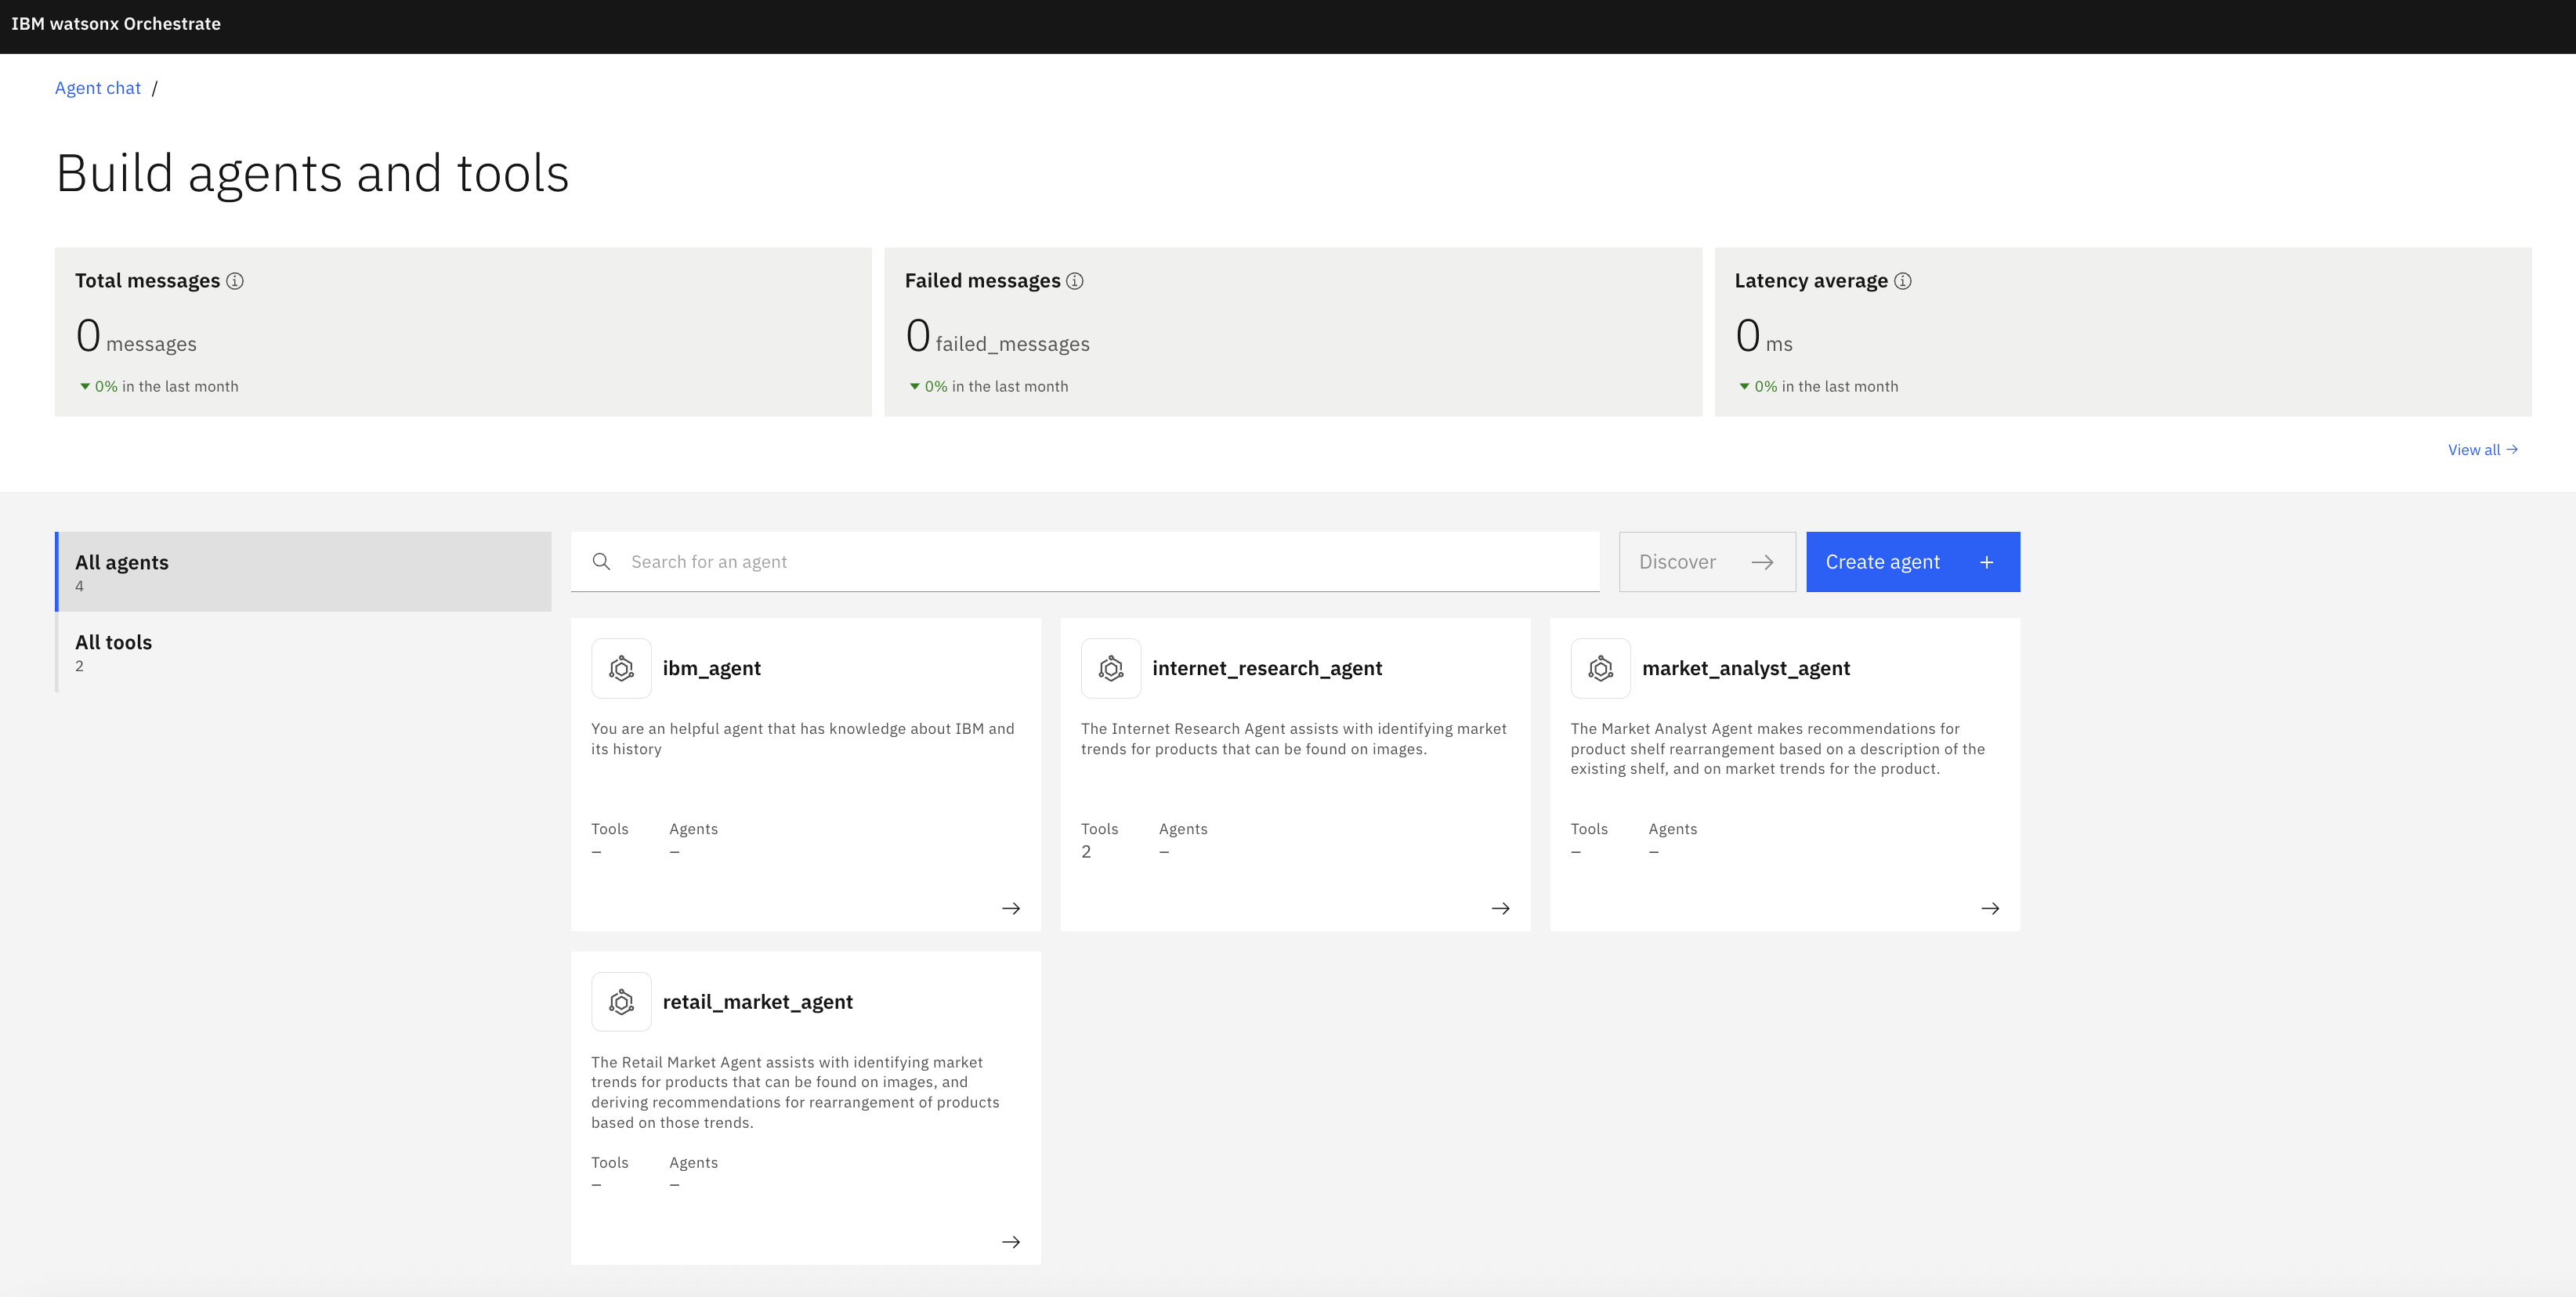 IBM watsonx Orchestrate
Agent chat /
Build agents and tools
Total messages
0 messages
0% in the last month
Failed messages
0 failed_messages
0% in the last month
Latency average
0 ms
0% in the last month
View all →
All agents
4
All tools
2
Search for an agent
Discover →
Create agent +
ibm_agent
You are an helpful agent that has knowledge about IBM and
its history
Tools Agents
– –
internet_research_agent
The Internet Research Agent assists with identifying market
trends for products that can be found on images.
Tools Agents
2 –
market_analyst_agent
The Market Analyst Agent makes recommendations for
product shelf rearrangement based on a description of the
existing shelf, and on market trends for the product.
Tools Agents
– –
retail_market_agent
The Retail Market Agent assists with identifying market
trends for products that can be found on images, and
deriving recommendations for rearrangement of products
based on those trends.
Tools Agents
– –